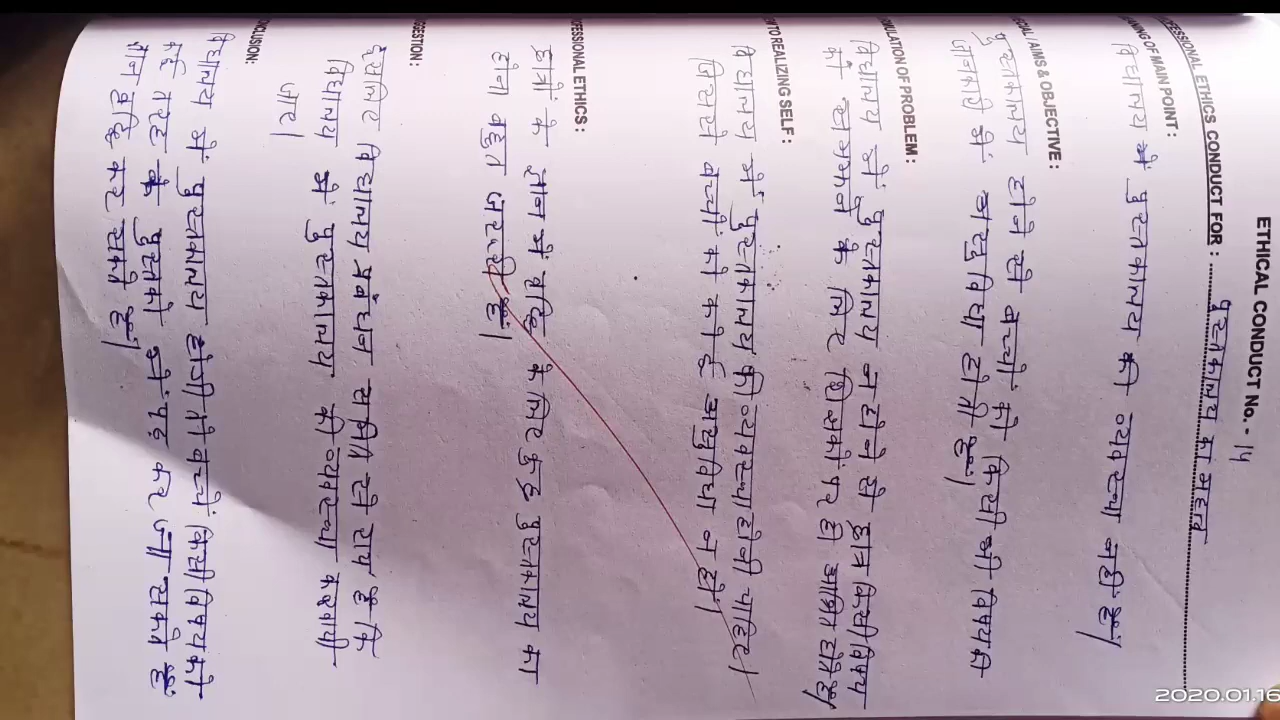 ETHICAL CONDUCT No. - 14
PROFESSIONAL ETHICS CONDUCT FOR : पुस्तकालय का महत्व
MEANING OF MAIN POINT :
विद्यालय में पुस्तकालय की व्यवस्था नहीं है।
AIMS & OBJECTIVE :
पुस्तकालय होने से बच्चों को किसी भी विषय की
जानकारी में असुविधा होती है।
FORMULATION OF PROBLEM :
विद्यालय में पुस्तकालय न होने से छात्र किसी विषय
को समझने के लिए शिक्षकों पर ही आश्रित होते हैं
TO REALIZING SELF :
विद्यालय में पुस्तकालय की व्यवस्था होनी चाहिए।
जिससे बच्चों को कोई असुविधा न हो।
PROFESSIONAL ETHICS :
छात्रों के ज्ञान में वृद्धि के लिए एक पुस्तकालय का
होना बहुत जरूरी है।
SUGGESTION :
इसलिए विद्यालय प्रबंधन समिति से राय है कि
विद्यालय में पुस्तकालय की व्यवस्था करवायी
जाए।
CONCLUSION:
विद्यालय में पुस्तकालय होगी तो बच्चों किसी विषय को
कई तरह के पुस्तकों में पढ़ कर जा सकते हैं
ज्ञान वृद्धि कर सकते हैं।
2020.01.16